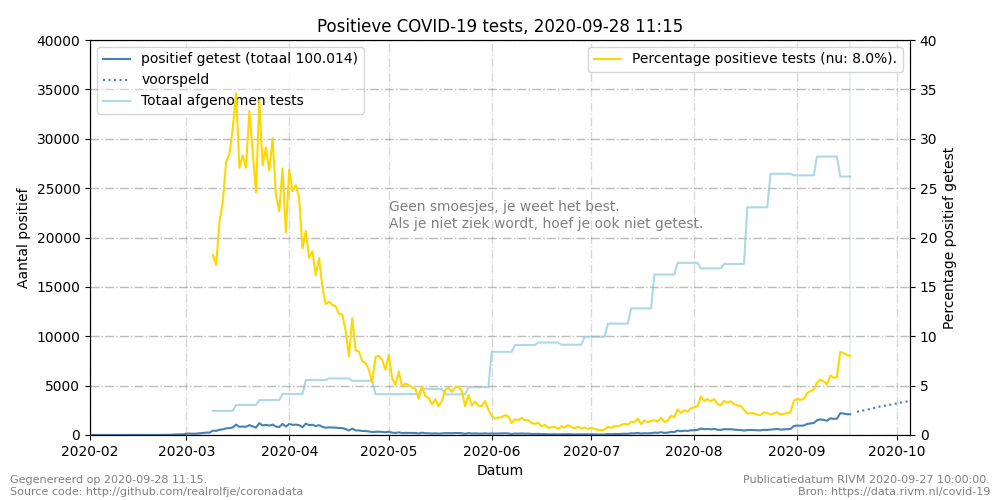 Positieve COVID-19 tests, 2020-09-28 11:15
40000
35000
30000
25000
20000
15000
10000
5000
0
Aantal positief
positief getest (totaal 100.014)
voorspeld
Totaal afgenomen tests
Percentage positieve tests (nu: 8.0%).
Geen smoesjes, je weet het best.
Als je niet ziek wordt, hoef je ook niet getest.
40
35
30
25
20
15
10
5
0
Percentage positief getest
2020-02 2020-03 2020-04 2020-05 2020-06 2020-07 2020-08 2020-09 2020-10
Datum
Gegenereerd op 2020-09-28 11:15.
Source code: http://github.com/realrolfje/coronadata
Publicatiedatum RIVM 2020-09-27 10:00:00.
Bron: https://data.rivm.nl/covid-19